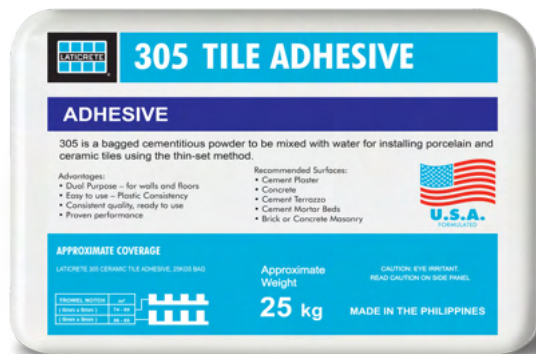 LATICRETE
305 TILE ADHESIVE
ADHESIVE
305 is a bagged cementitious powder to be mixed with water for installing porcelain and
ceramic tiles using the thin-set method.
Advantages:
• Dual Purpose – for walls and floors
• Easy to use – Plastic Consistency
• Consistent quality, ready to use
• Proven performance
Recommended Surfaces:
• Cement Plaster
• Concrete
• Cement Terrazzo
• Cement Mortar Beds
• Brick or Concrete Masonry
U.S.A.
FORMULATED
APPROXIMATE COVERAGE
LATICRETE 305 CERAMIC TILE ADHESIVE, 25KGS BAG
TROWEL NOTCH m²
Approximate
Weight
25 kg
CAUTION: EYE IRRITANT.
READ CAUTION ON SIDE PANEL
MADE IN THE PHILIPPINES